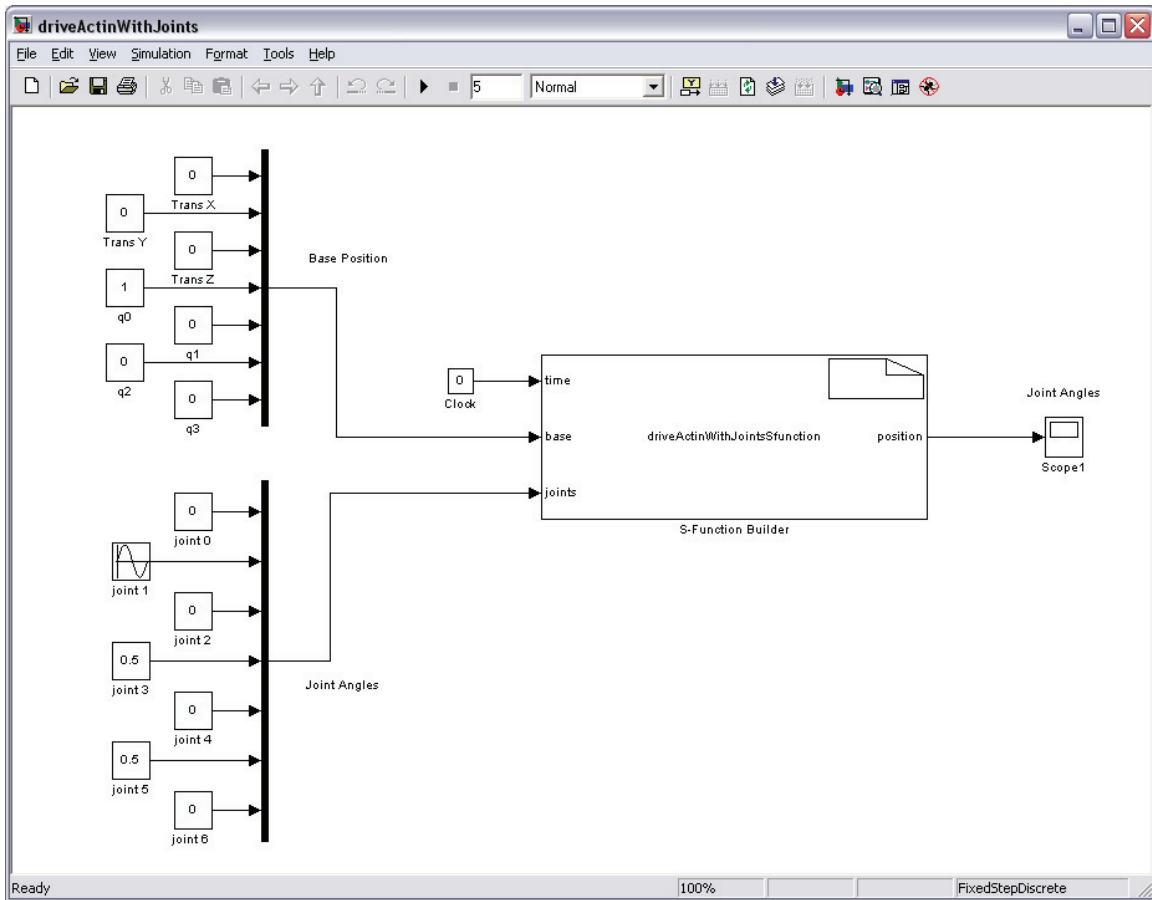 driveActinWithJoints
File Edit View Simulation Format Tools Help
5 Normal
0
Trans X
0
Trans Y
0
Trans Z
Base Position
1
q0
0
q1
0
q2
0
q3
0
Clock
time
base
joints
driveActinWithJointsSfunction
position
S-Function Builder
Joint Angles
Scope1
0
joint 0
joint 1
0
joint 2
0.5
joint 3
Joint Angles
0
joint 4
0.5
joint 5
0
joint 6
Ready 100% FixedStepDiscrete